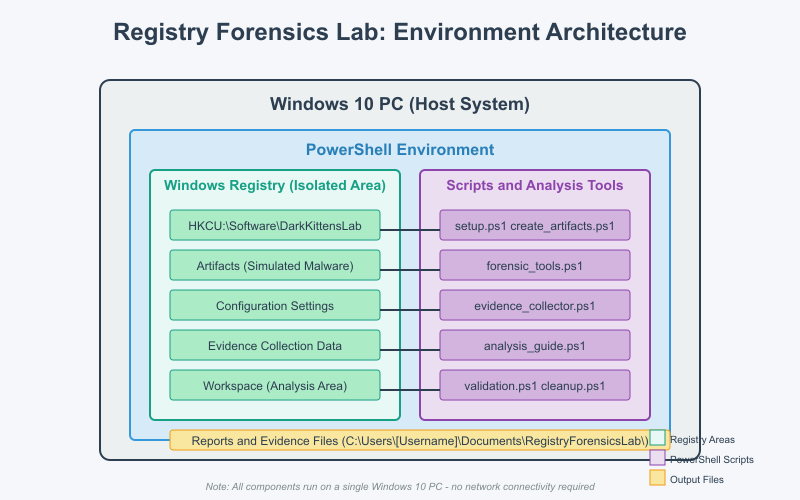 Registry Forensics Lab: Environment Architecture
Windows 10 PC (Host System)
PowerShell Environment
Windows Registry (Isolated Area)
HKCU:\Software\DarkKittensLab
Artifacts (Simulated Malware)
Configuration Settings
Evidence Collection Data
Workspace (Analysis Area)
Scripts and Analysis Tools
setup.ps1 create_artifacts.ps1
forensic_tools.ps1
evidence_collector.ps1
analysis_guide.ps1
validation.ps1 cleanup.ps1
Reports and Evidence Files (C:\Users\[Username]\Documents\RegistryForensicsLab\)
Registry Areas
PowerShell Scripts
Output Files
Note: All components run on a single Windows 10 PC - no network connectivity required